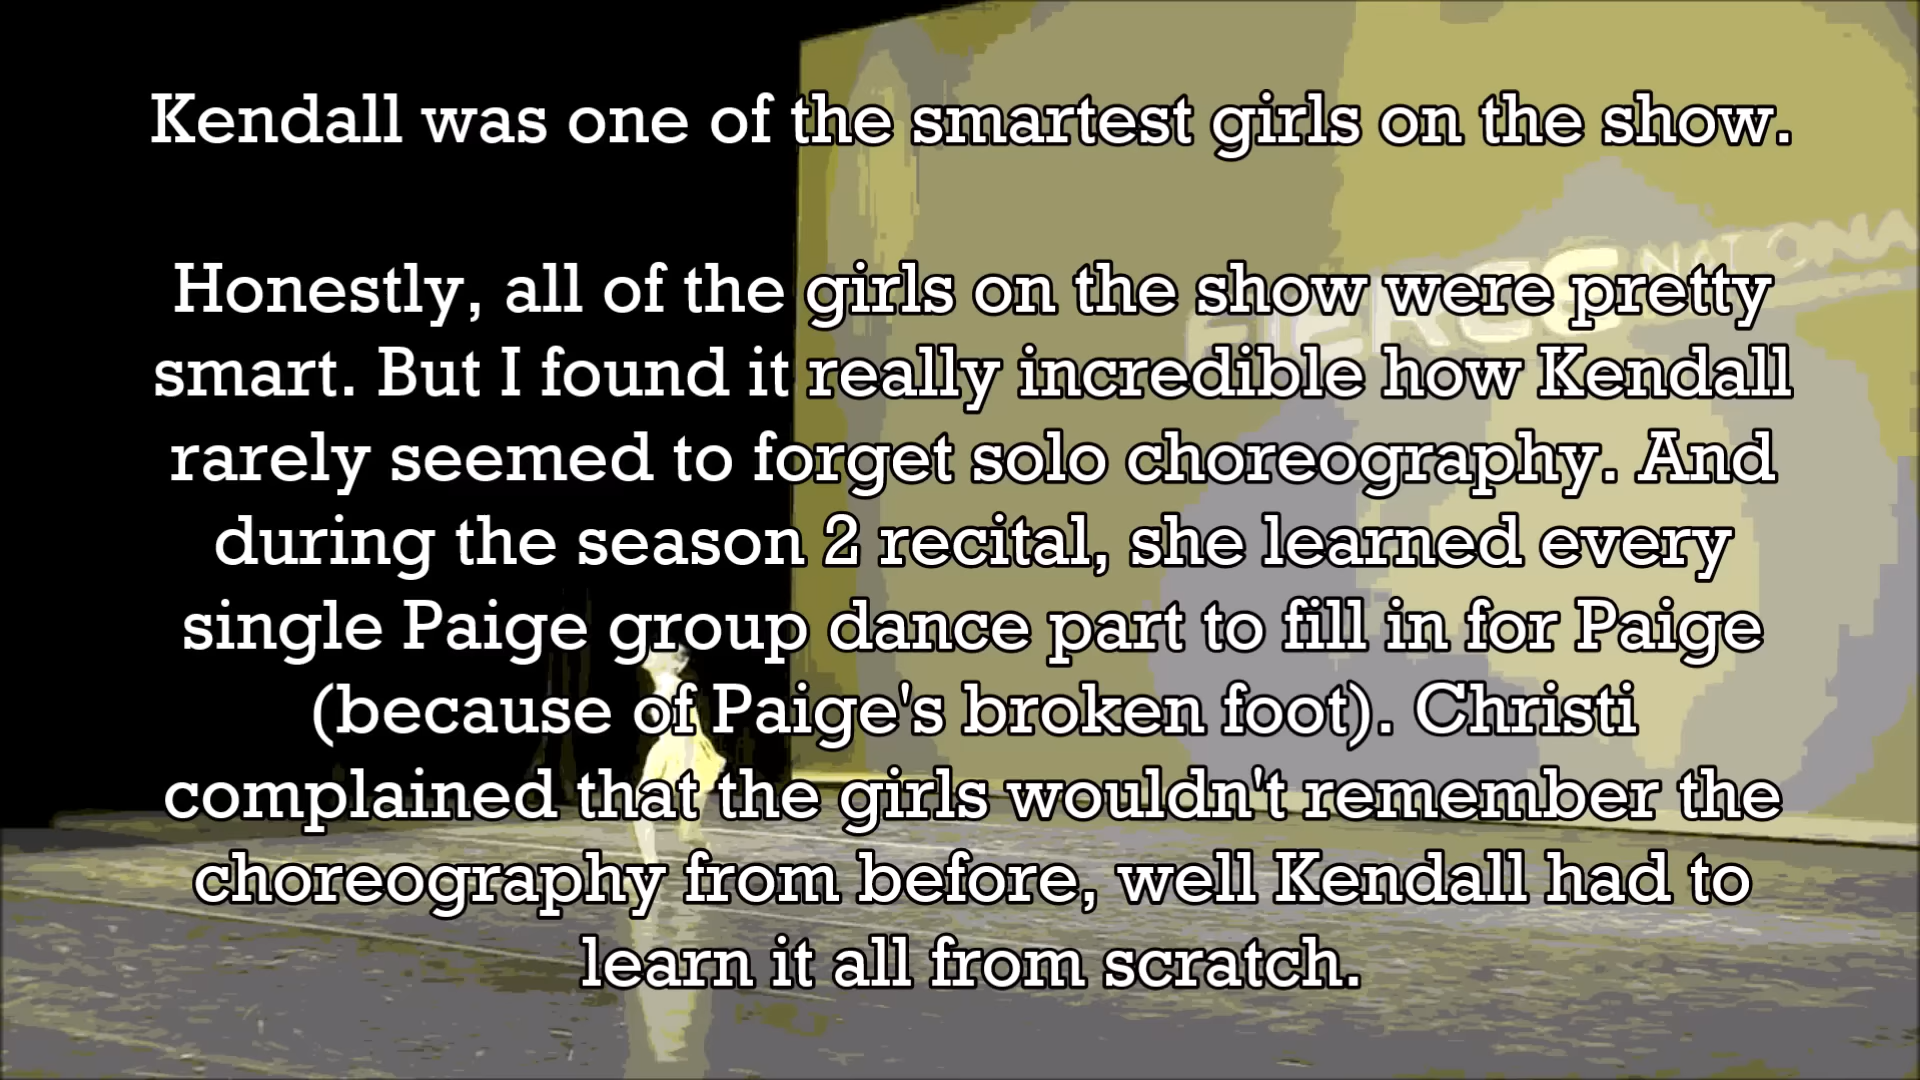 Kendall was one of the smartest girls on the show.
Honestly, all of the girls on the show were pretty
smart. But I found it really incredible how Kendall
rarely seemed to forget solo choreography. And
during the season 2 recital, she learned every
single Paige group dance part to fill in for Paige
(because of Paige's broken foot). Christi
complained that the girls wouldn't remember the
choreography from before, well Kendall had to
learn it all from scratch.
FIERCE NATIONA